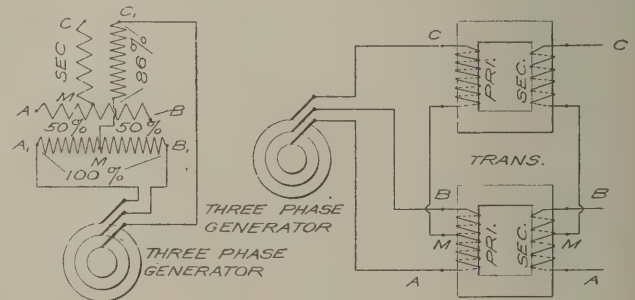 C
C₁
SEC
86%
A
M
B
50% 50%
A₁
M
B₁
100%
THREE PHASE
GENERATOR
THREE PHASE
GENERATOR
C
C
PRI.
SEC.
TRANS.
B
B
M
M
PRI.
SEC.
A